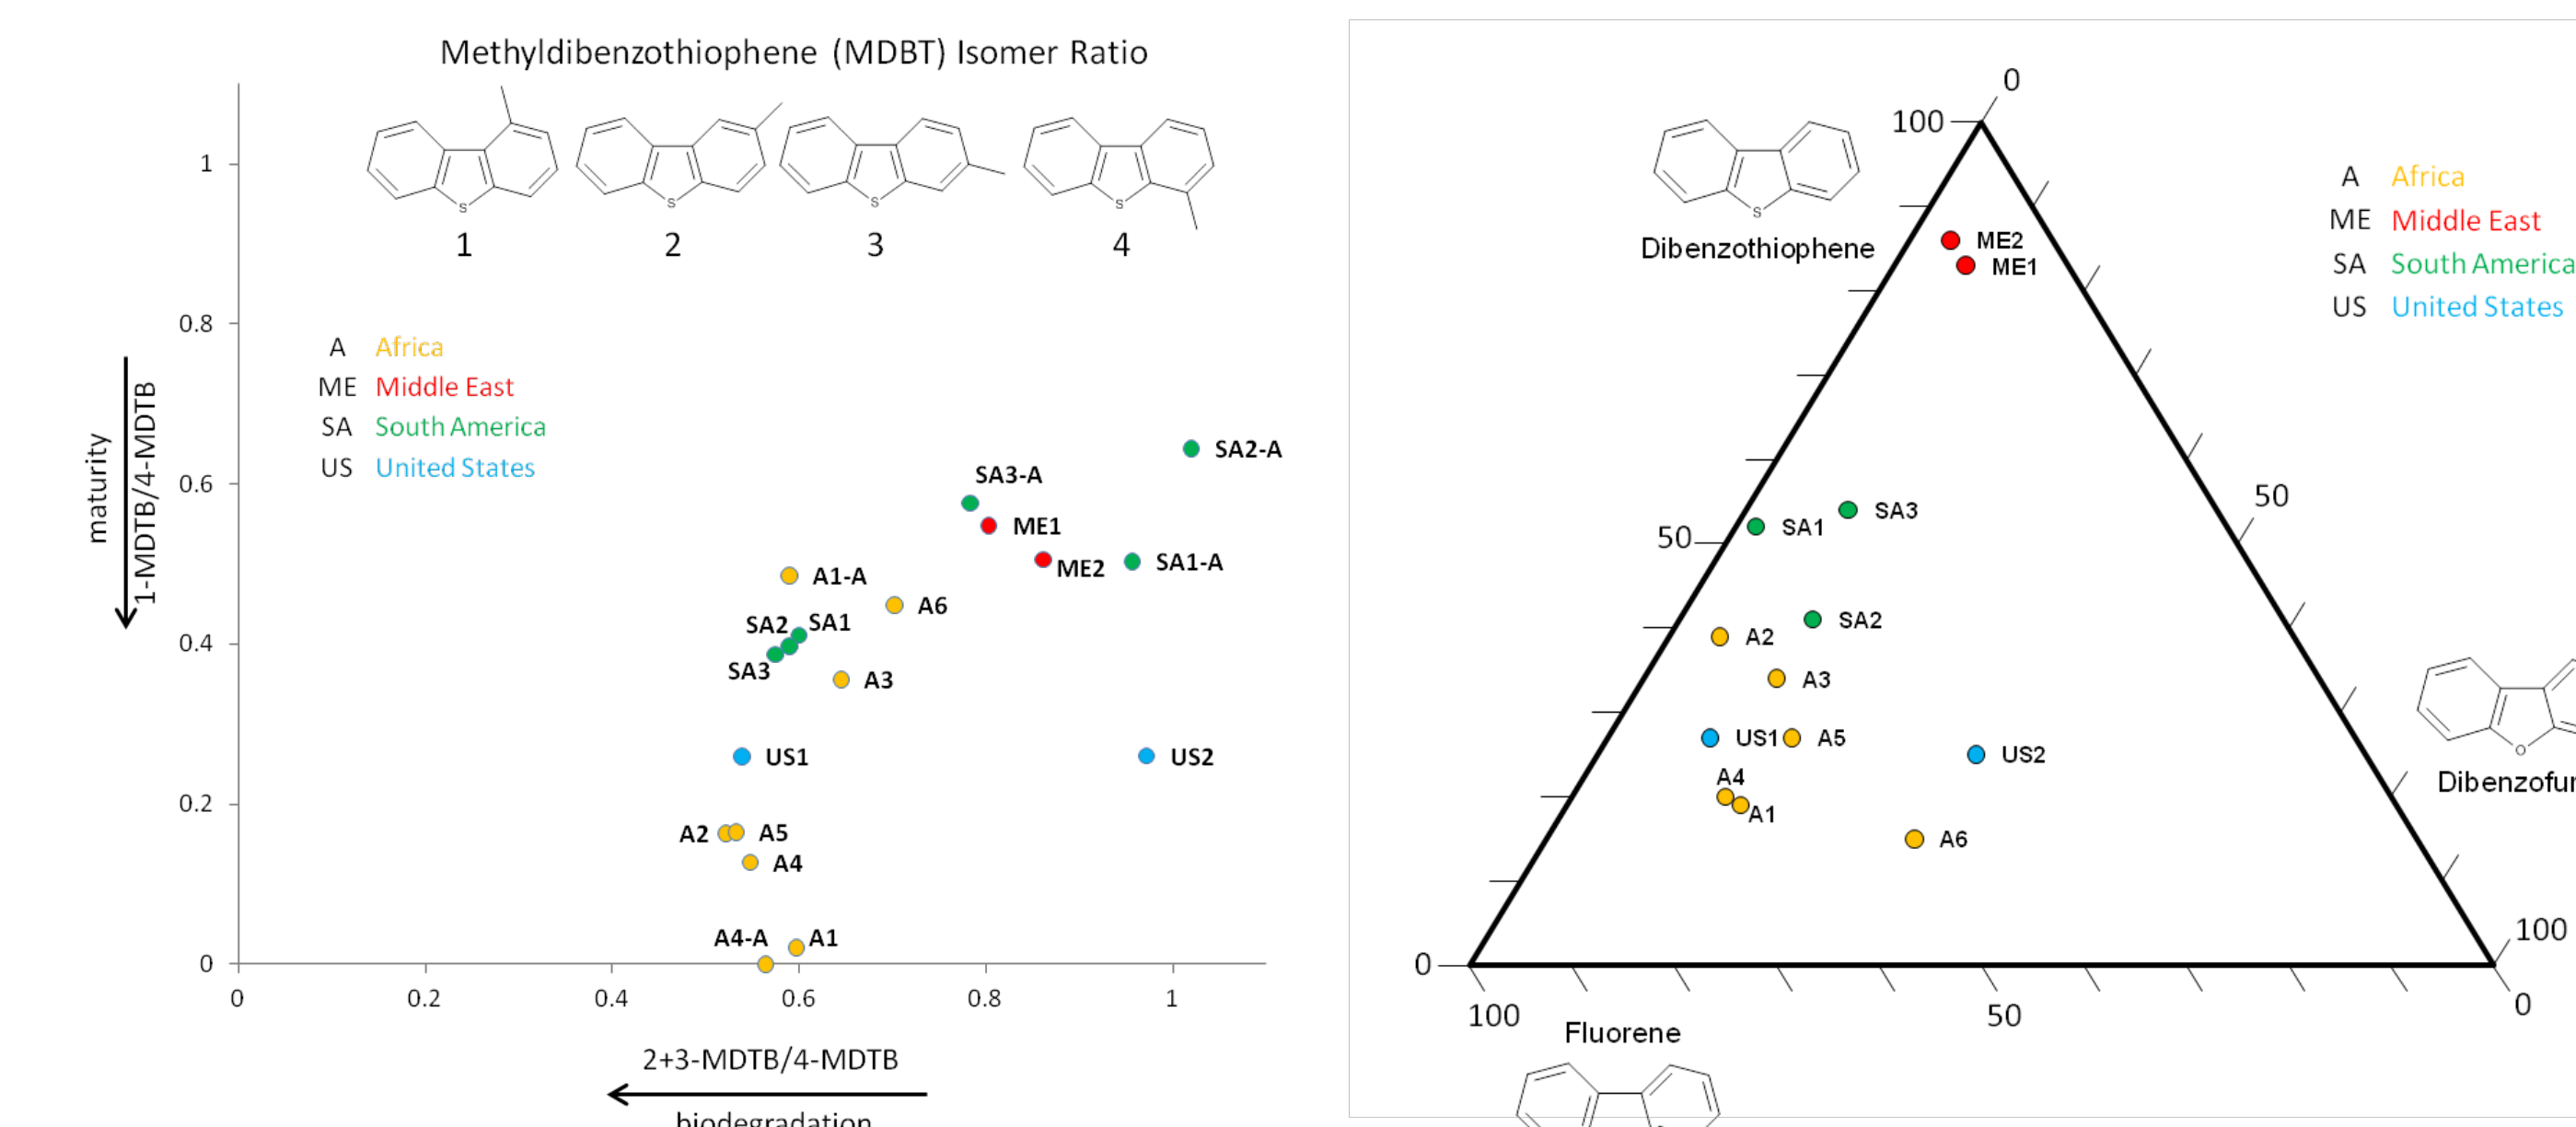 Methyldibenzothiophene (MDBT) Isomer Ratio
S
S
S
S
1
2
3
4
1
0.8
0.6
0.4
0.2
0
0
0.2
0.4
0.6
0.8
1
maturity
1-MDTB/4-MDTB
A Africa
ME Middle East
SA South America
US United States
SA2-A
SA3-A
ME1
ME2
SA1-A
A1-A
A6
SA2
SA1
SA3
A3
US1
US2
A2
A5
A4
A4-A
A1
2+3-MDTB/4-MDTB
biodegradation
0
100
S
Dibenzothiophene
A Africa
ME Middle East
SA South America
US United States
ME2
ME1
50
50
SA1
SA3
SA2
A2
A3
US1
A5
A4
A1
US2
A6
O
Dibenzofur
100
0
0
100
50
Fluorene